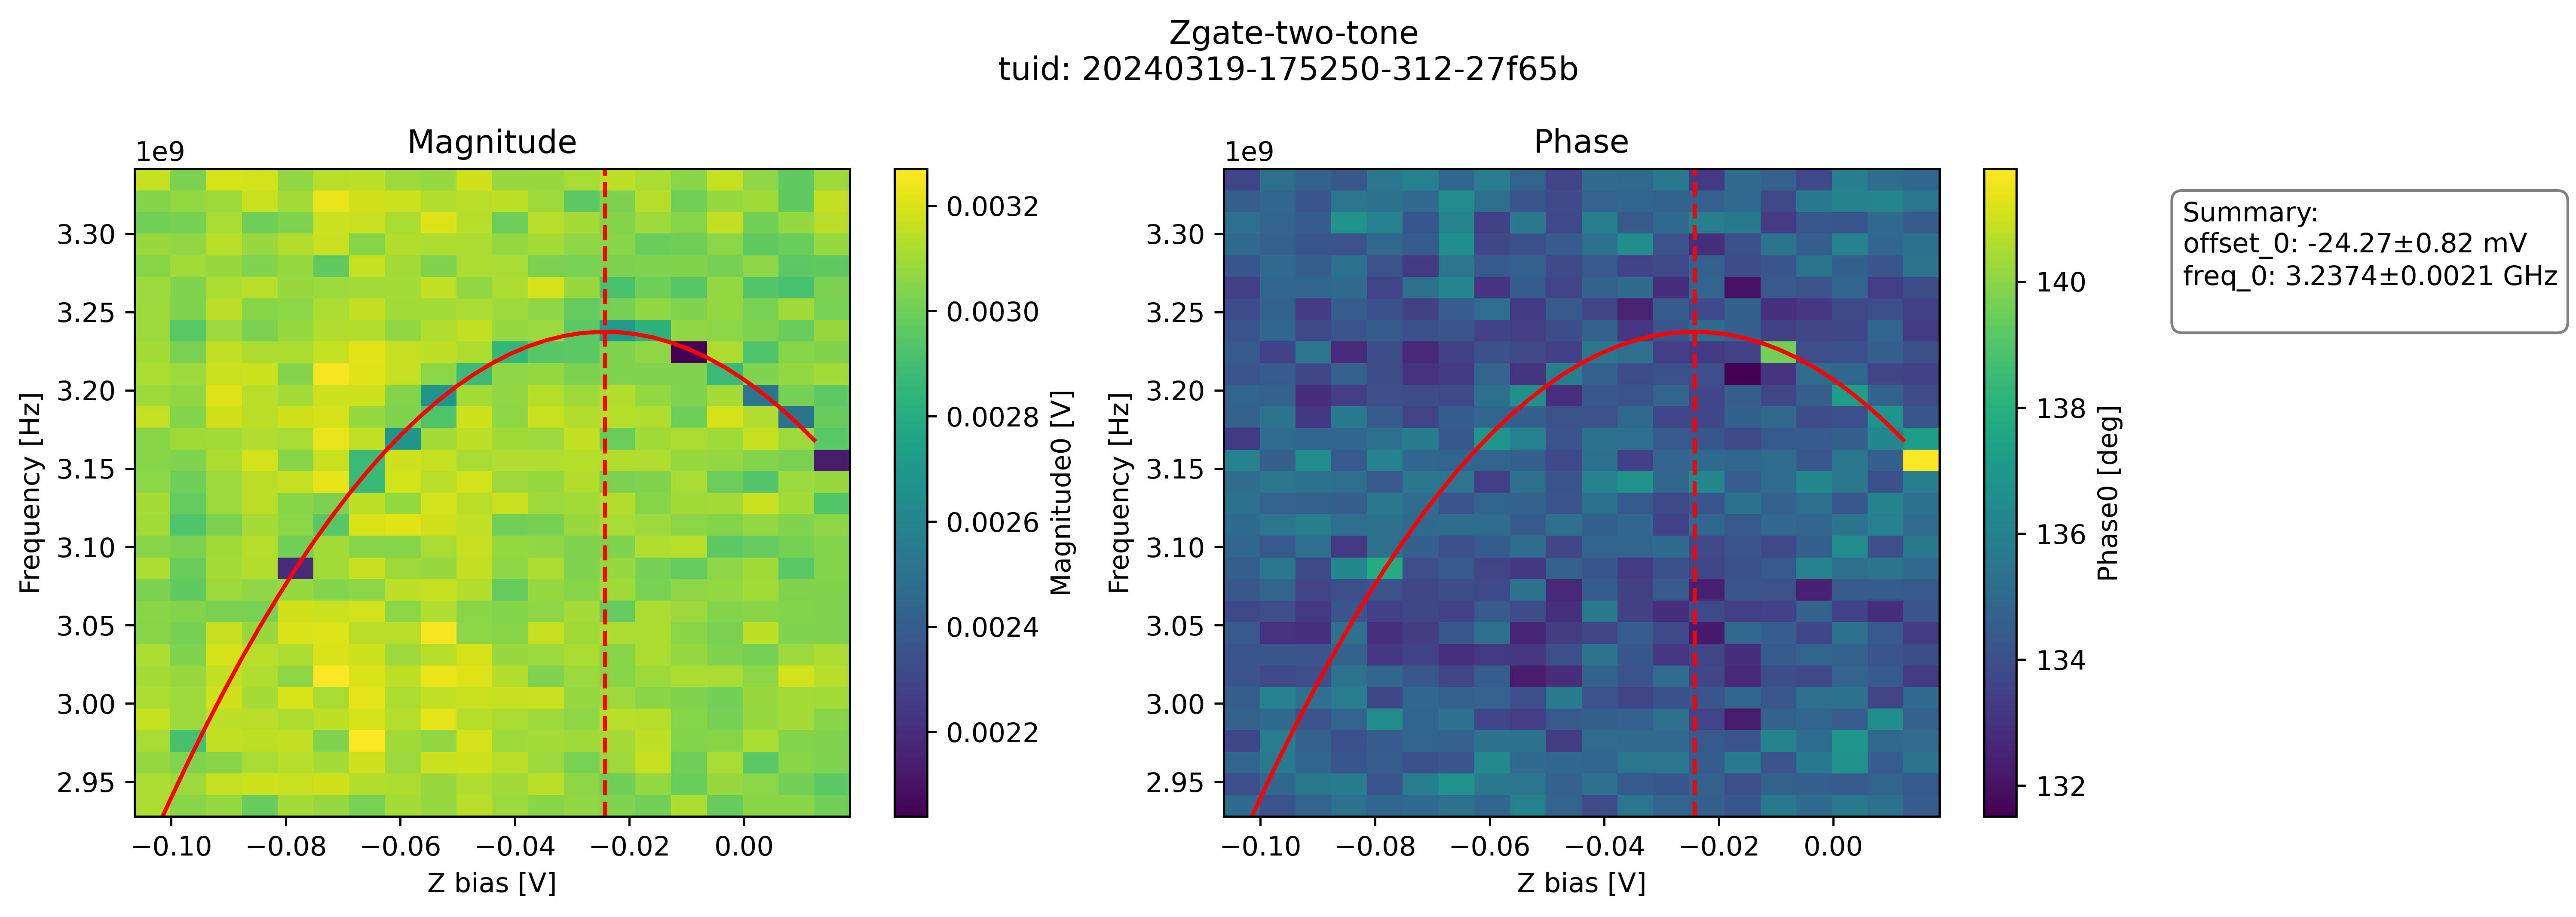 Zgate-two-tone
tuid: 20240319-175250-312-27f65b
Magnitude
1e9
3.30
3.25
3.20
3.15
3.10
3.05
3.00
2.95
Frequency [Hz]
−0.10 −0.08 −0.06 −0.04 −0.02 0.00
Z bias [V]
0.0032
0.0030
0.0028
0.0026
0.0024
0.0022
Magnitude0 [V]
Phase
1e9
3.30
3.25
3.20
3.15
3.10
3.05
3.00
2.95
Frequency [Hz]
−0.10 −0.08 −0.06 −0.04 −0.02 0.00
Z bias [V]
140
138
136
134
132
Phase0 [deg]
Summary:
offset_0: -24.27±0.82 mV
freq_0: 3.2374±0.0021 GHz